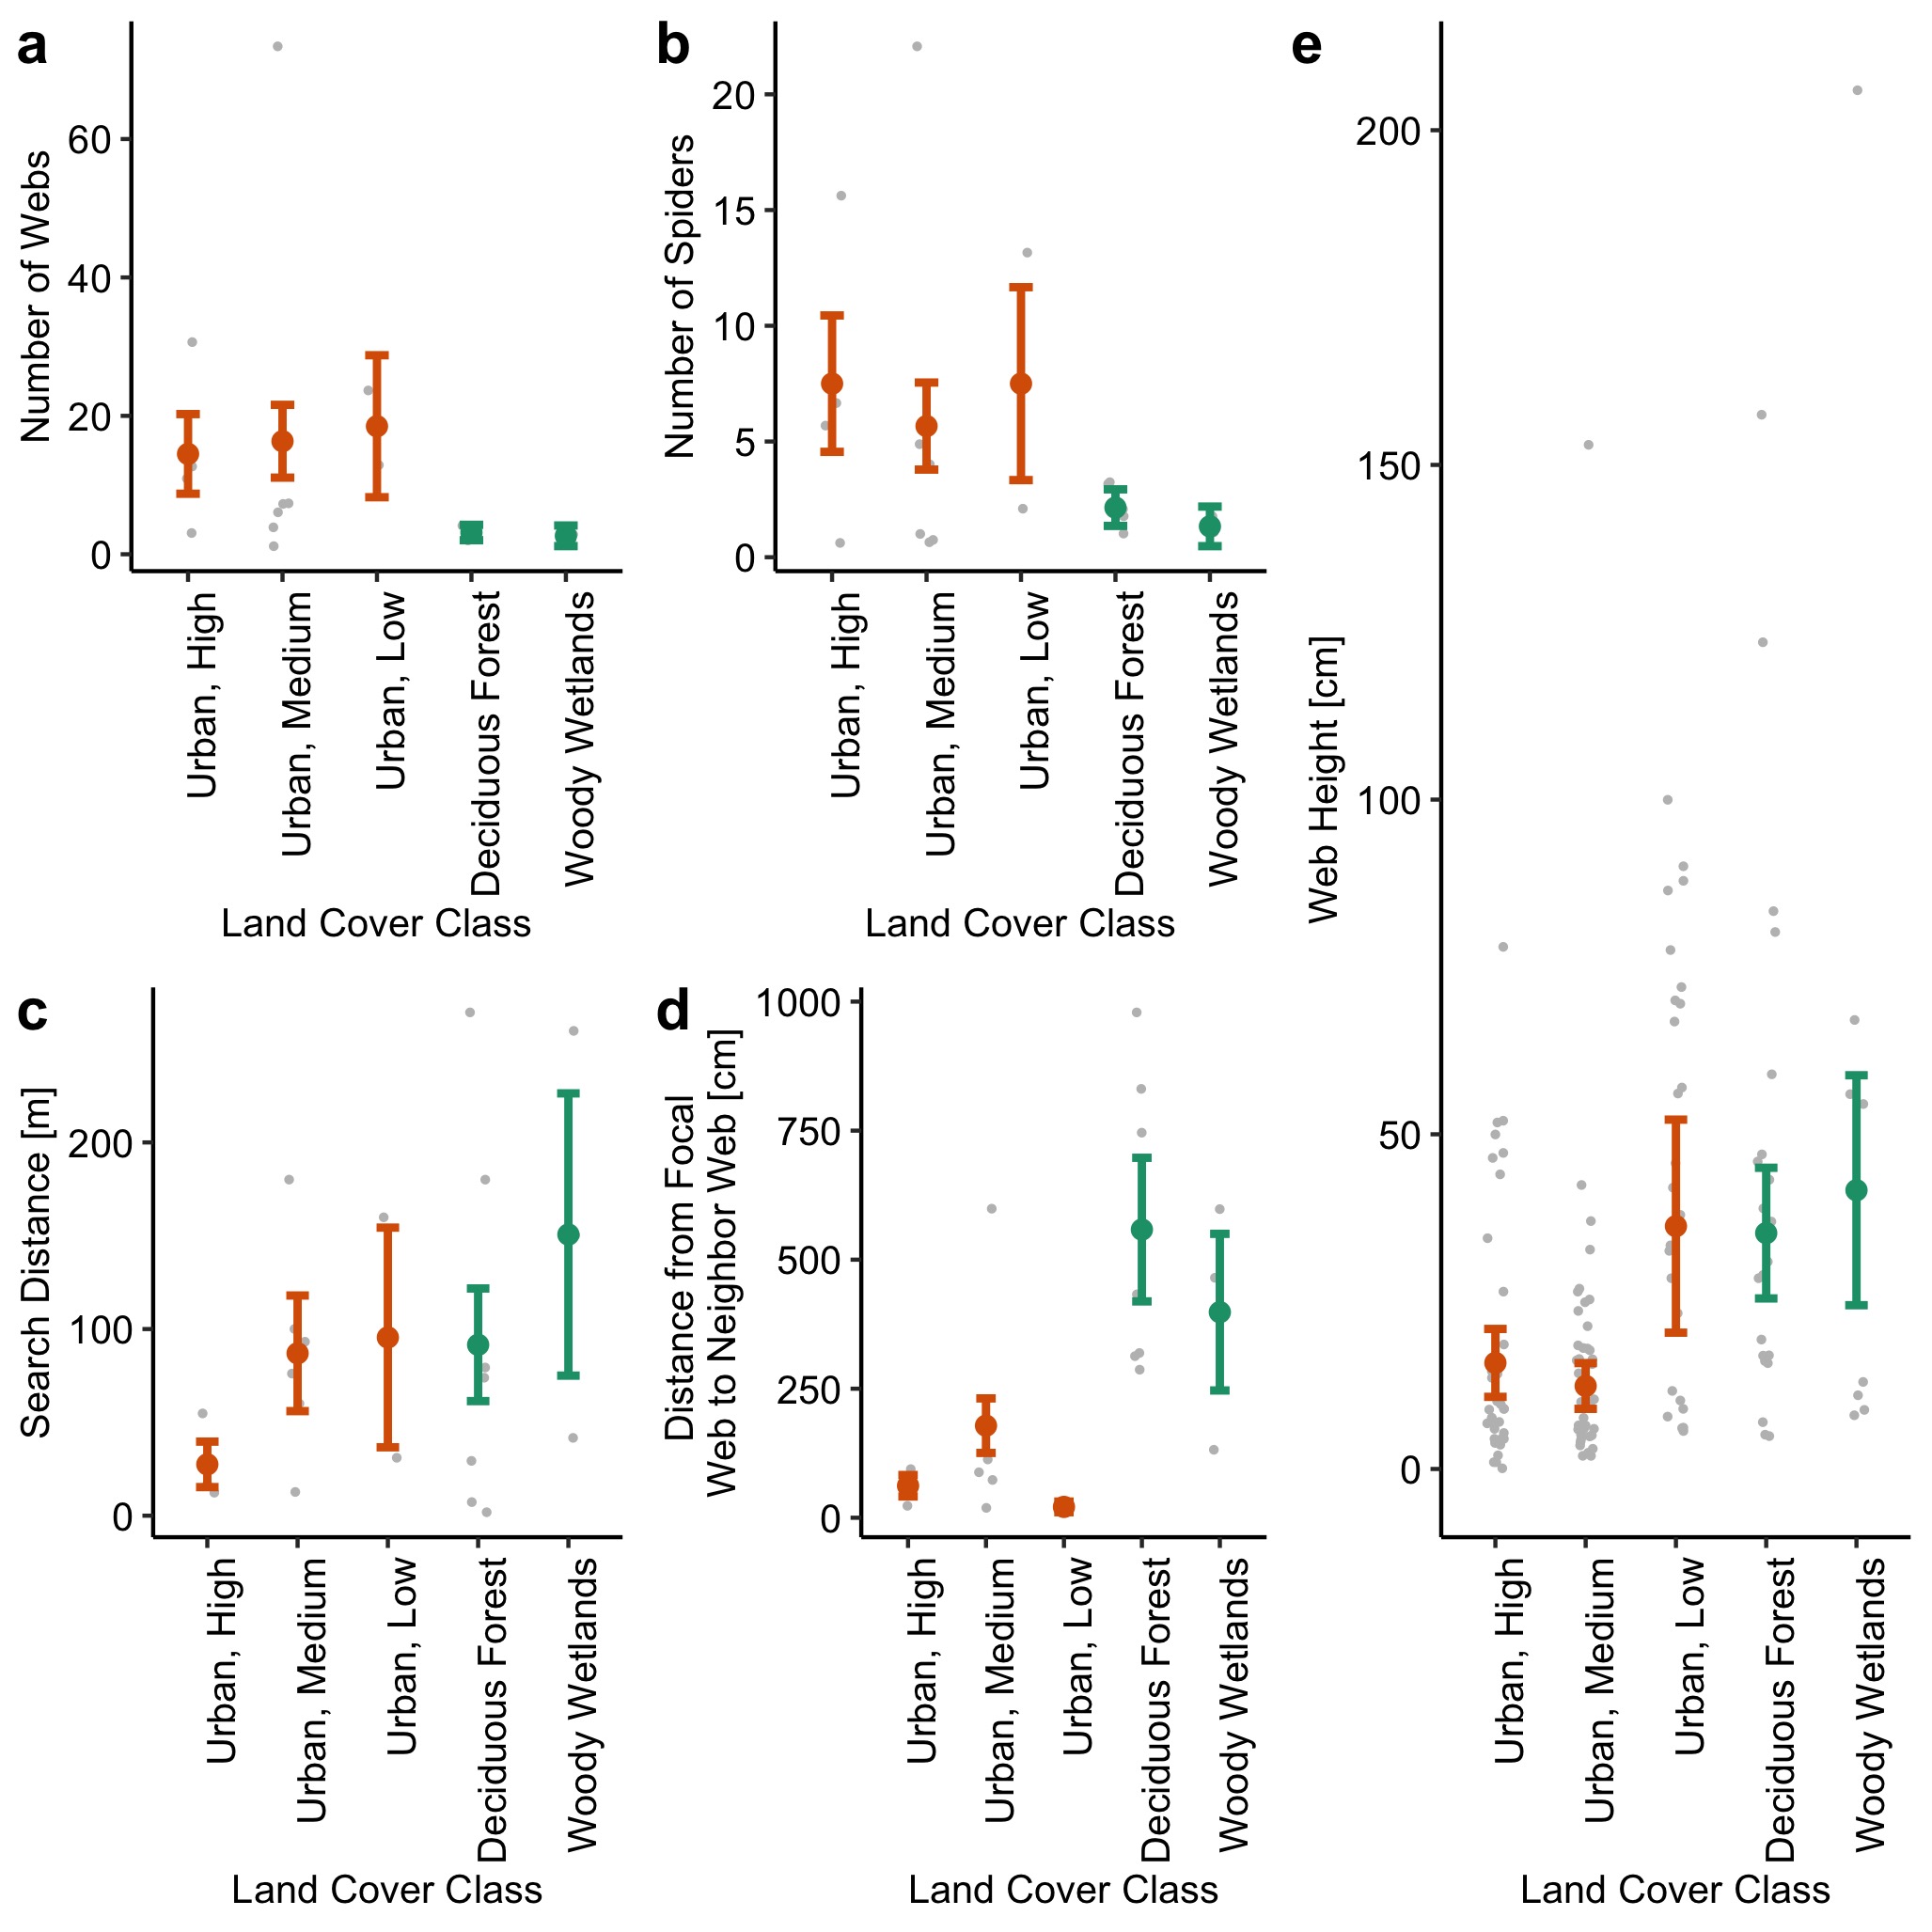 a
Number of Webs
60
40
20
0
Urban, High
Urban, Medium
Urban, Low
Deciduous Forest
Woody Wetlands
Land Cover Class
b
Number of Spiders
20
15
10
5
0
Urban, High
Urban, Medium
Urban, Low
Deciduous Forest
Woody Wetlands
Land Cover Class
c
Search Distance [m]
200
100
0
Urban, High
Urban, Medium
Urban, Low
Deciduous Forest
Woody Wetlands
Land Cover Class
d
Distance from Focal
Web to Neighbor Web [cm]
1000
750
500
250
0
Urban, High
Urban, Medium
Urban, Low
Deciduous Forest
Woody Wetlands
Land Cover Class
e
Web Height [cm]
200
150
100
50
0
Urban, High
Urban, Medium
Urban, Low
Deciduous Forest
Woody Wetlands
Land Cover Class